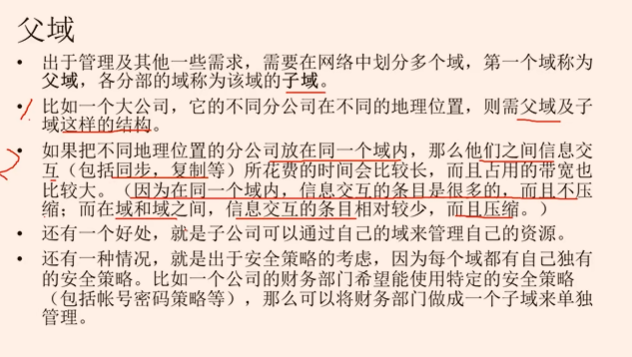 父域
• 出于管理及其他一些需求，需要在网络中划分多个域，第一个域称为
父域，各分部的域称为该域的子域。
• 比如一个大公司，它的不同分公司在不同的地理位置，则需父域及子
域这样的结构。
• 如果把不同地理位置的分公司放在同一个域内，那么他们之间信息交
互（包括同步，复制等）所花费的时间会比较长，而且占用的带宽也
比较大。（因为在同一个域内，信息交互的条目是很多的，而且不压
缩；而在域和域之间，信息交互的条目相对较少，而且压缩。）
• 还有一个好处，就是子公司可以通过自己的域来管理自己的资源。
• 还有一种情况，就是出于安全策略的考虑，因为每个域都有自己独有
的安全策略。比如一个公司的财务部门希望能使用特定的安全策略
（包括帐号密码策略等），那么可以将财务部门做成一个子域来单独
管理。